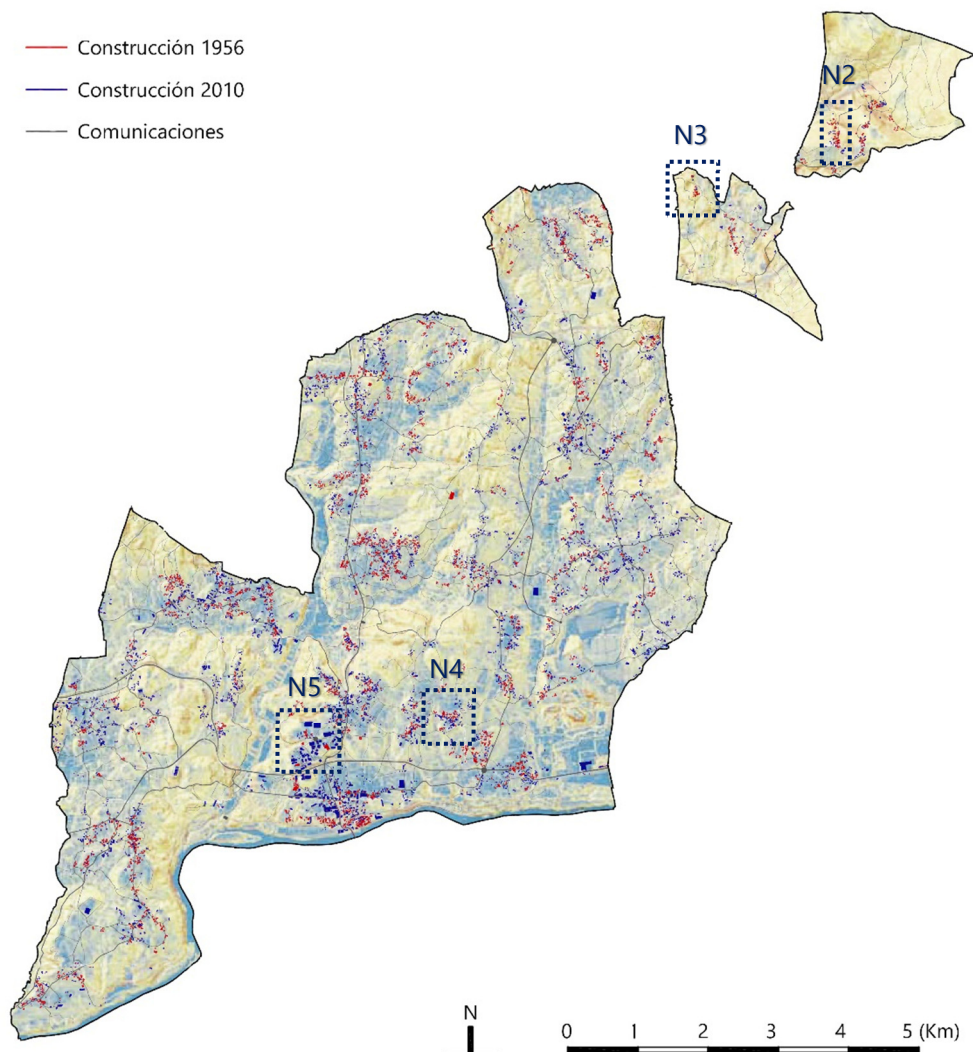 Construcción 1956
Construcción 2010
Comunicaciones
N2
N3
N4
N5
N
0 1 2 3 4 5 (Km)